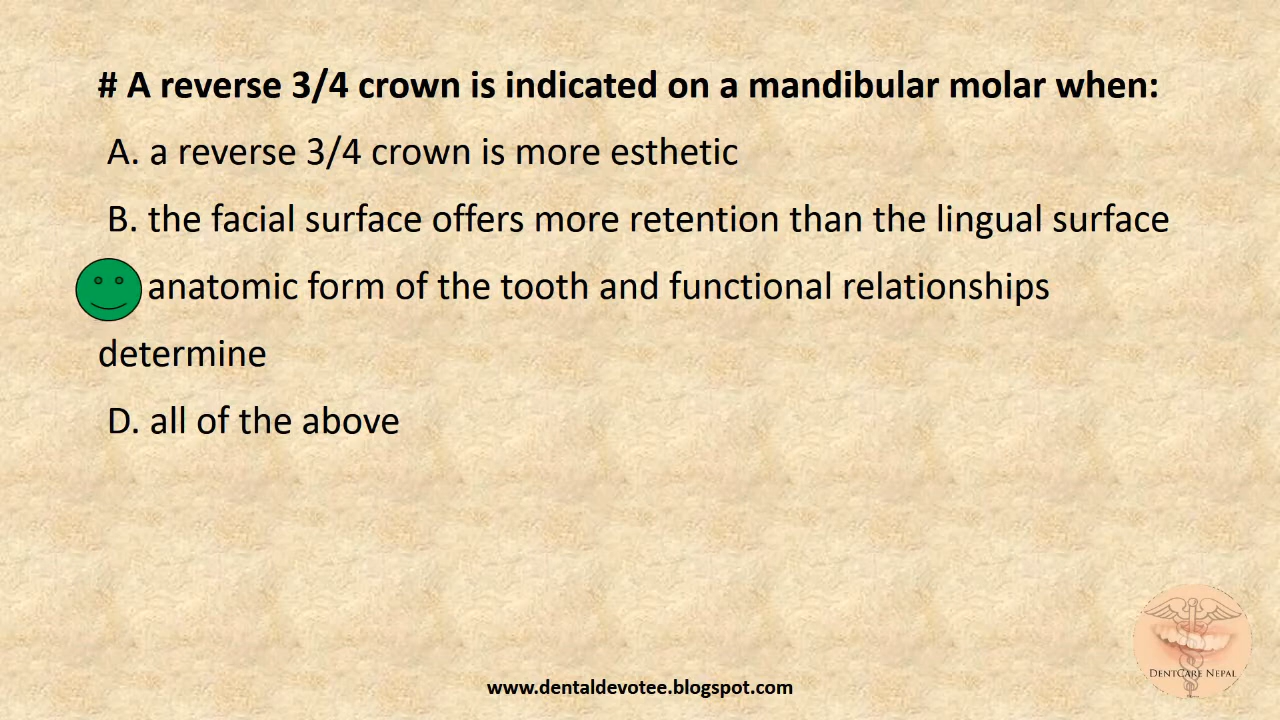 # A reverse 3/4 crown is indicated on a mandibular molar when:
A. a reverse 3/4 crown is more esthetic
B. the facial surface offers more retention than the lingual surface
anatomic form of the tooth and functional relationships
determine
D. all of the above
DentCare Nepal
www.dentaldevotee.blogspot.com